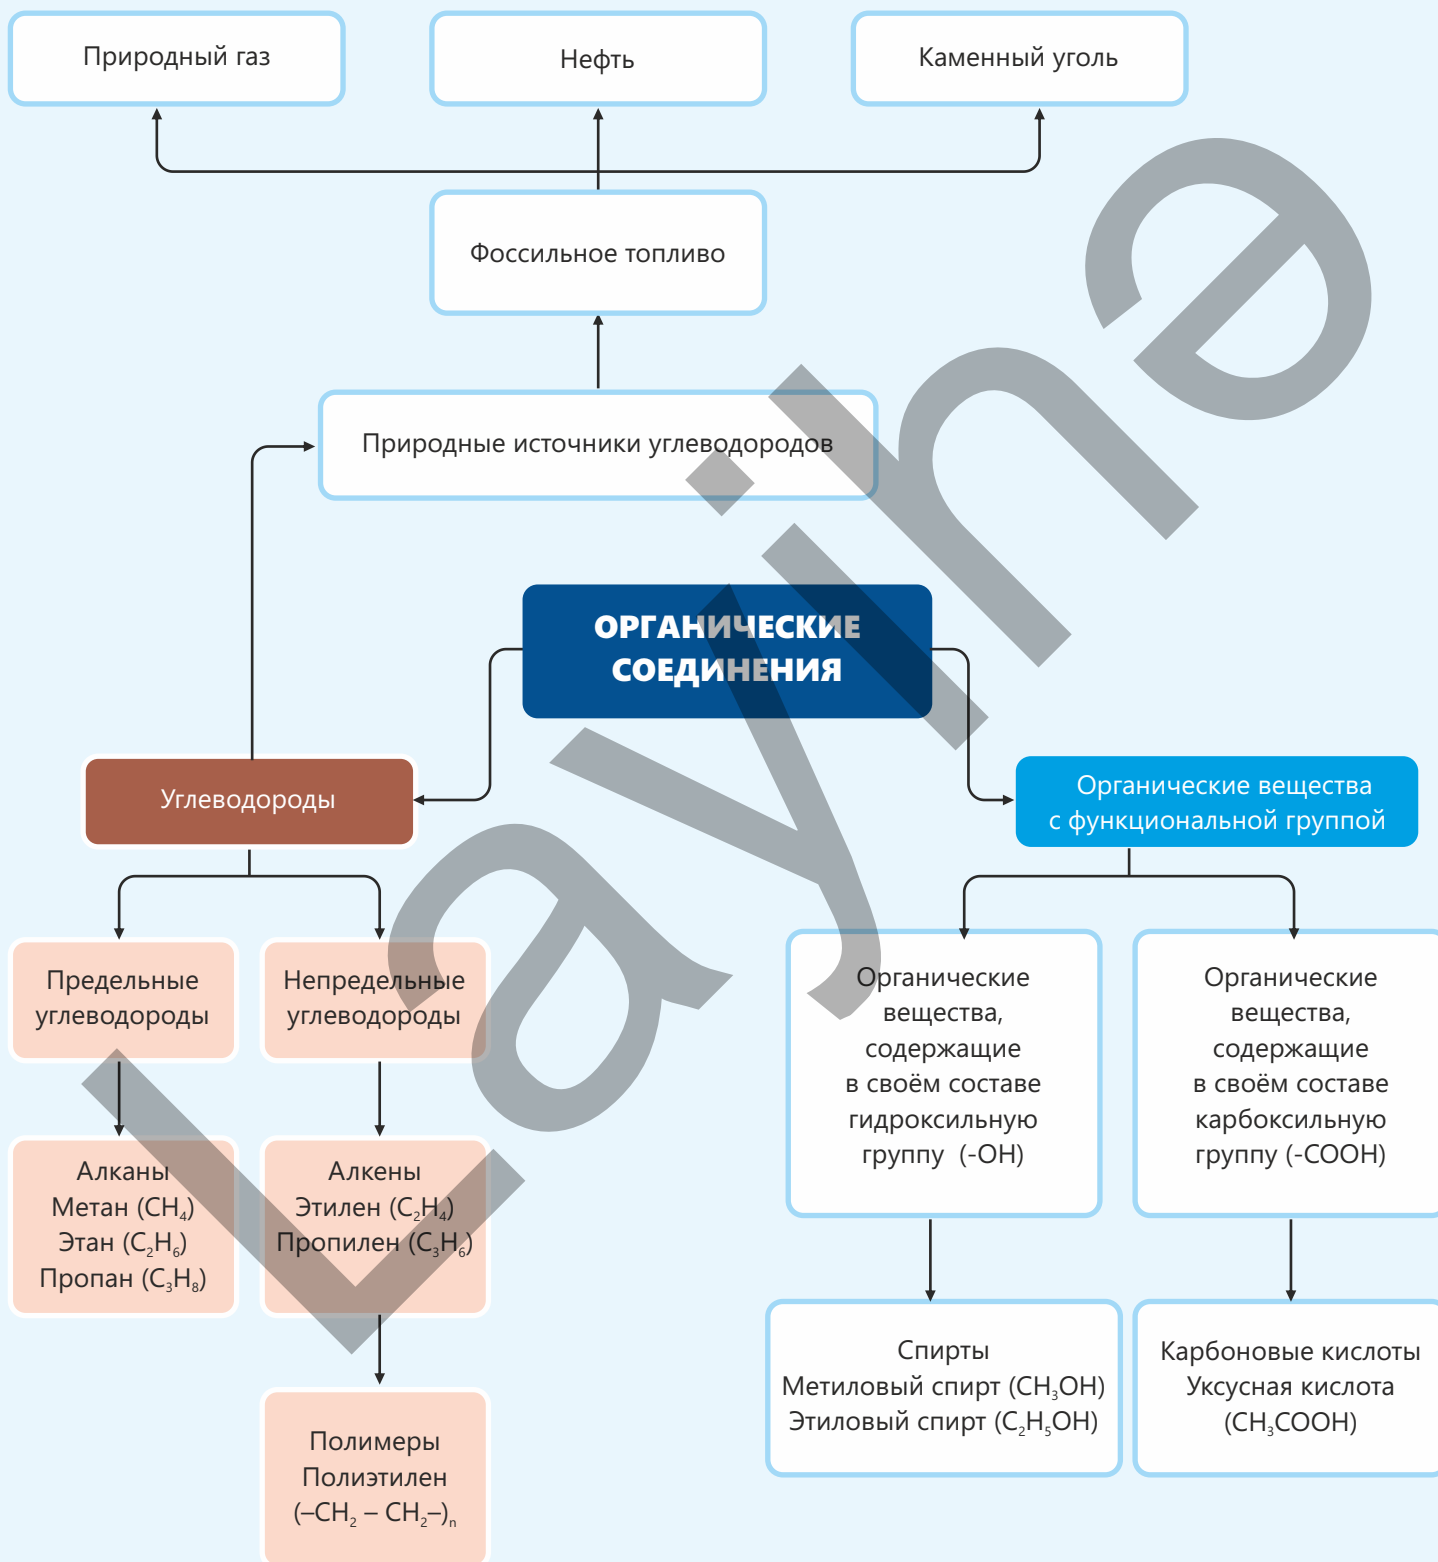 Природный газ
Нефть
Каменный уголь
Фоссильное топливо
Природные источники углеводородов
ОРГАНИЧЕСКИЕ
СОЕДИНЕНИЯ
Углеводороды
Органические вещества
с функциональной группой
Предельные
углеводороды
Непредельные
углеводороды
Органические
вещества,
содержащие
в своём составе
гидроксильную
группу (-OH)
Органические
вещества,
содержащие
в своём составе
карбоксильную
группу (-COOH)
Алканы
Метан (CH₄)
Этан (C₂H₆)
Пропан (C₃H₈)
Алкены
Этилен (C₂H₄)
Пропилен (C₃H₆)
Спирты
Метиловый спирт (CH₃OH)
Этиловый спирт (C₂H₅OH)
Карбоновые кислоты
Уксусная кислота
(CH₃COOH)
Полимеры
Полиэтилен
(–CH₂ – CH₂–)ₙ
Layihə